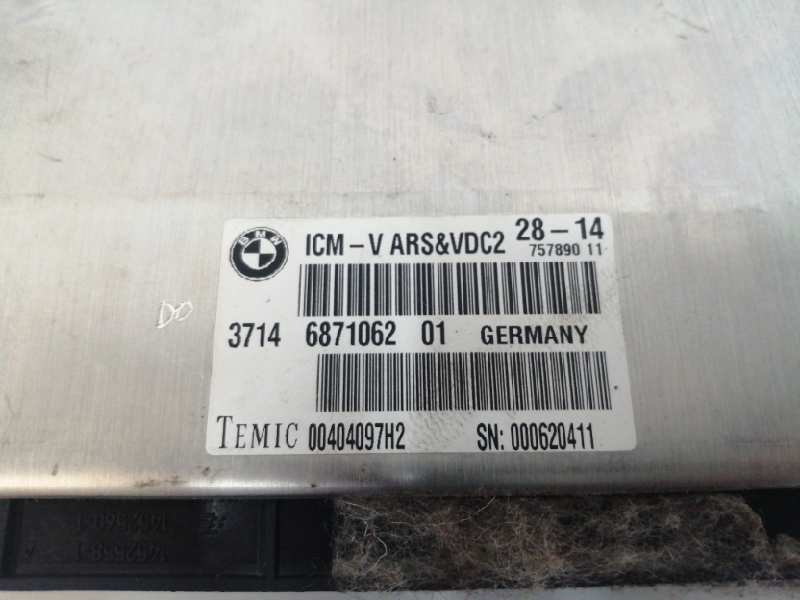 BMW
ICM-V ARS&VDC2 28-14
757890 11
3714 6871062 01 GERMANY
TEMIC 00404097H2 SN: 000620411
DO